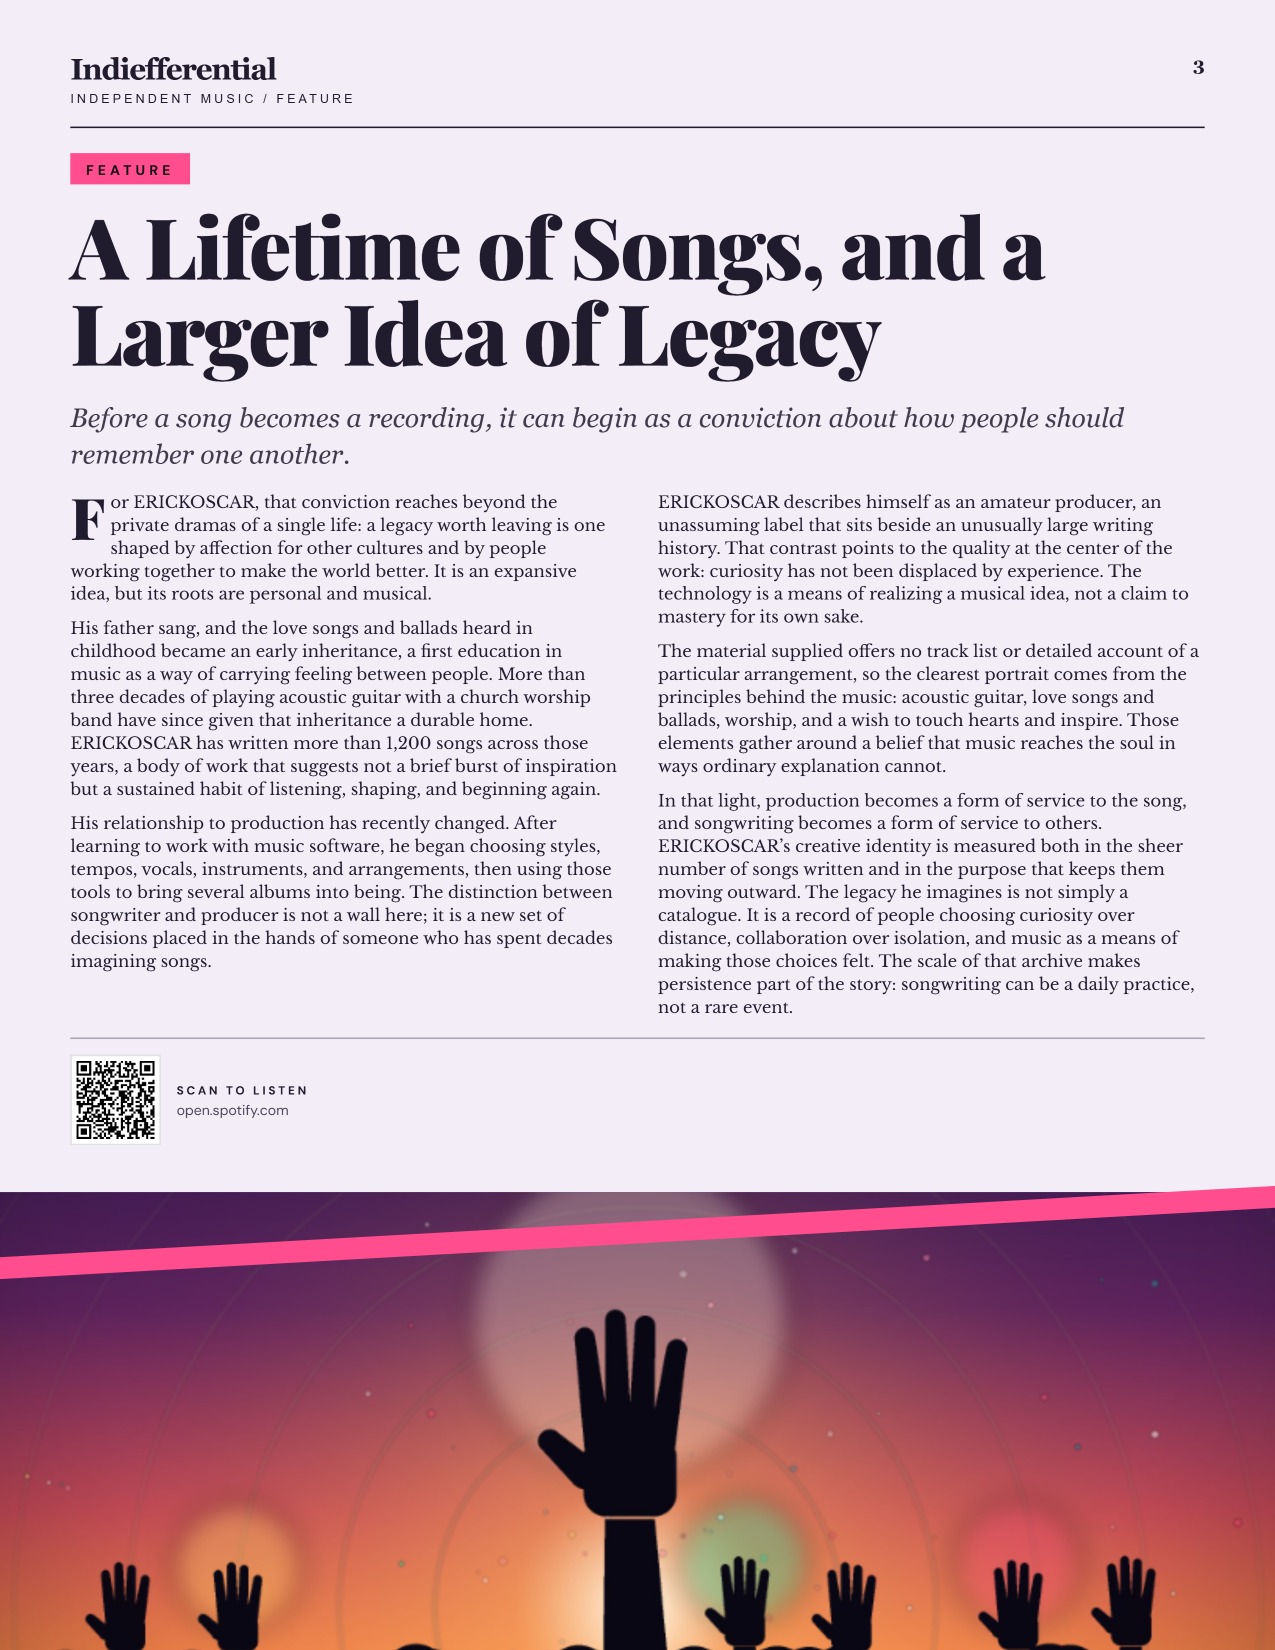 Indiefferential
INDEPENDENT MUSIC / FEATURE
3
FEATURE
A Lifetime of Songs, and a
Larger Idea of Legacy
Before a song becomes a recording, it can begin as a conviction about how people should
remember one another.
For ERICKOSCAR, that conviction reaches beyond the
private dramas of a single life: a legacy worth leaving is one
shaped by affection for other cultures and by people
working together to make the world better. It is an expansive
idea, but its roots are personal and musical.
His father sang, and the love songs and ballads heard in
childhood became an early inheritance, a first education in
music as a way of carrying feeling between people. More than
three decades of playing acoustic guitar with a church worship
band have since given that inheritance a durable home.
ERICKOSCAR has written more than 1,200 songs across those
years, a body of work that suggests not a brief burst of inspiration
but a sustained habit of listening, shaping, and beginning again.
His relationship to production has recently changed. After
learning to work with music software, he began choosing styles,
tempos, vocals, instruments, and arrangements, then using those
tools to bring several albums into being. The distinction between
songwriter and producer is not a wall here; it is a new set of
decisions placed in the hands of someone who has spent decades
imagining songs.
ERICKOSCAR describes himself as an amateur producer, an
unassuming label that sits beside an unusually large writing
history. That contrast points to the quality at the center of the
work: curiosity has not been displaced by experience. The
technology is a means of realizing a musical idea, not a claim to
mastery for its own sake.
The material supplied offers no track list or detailed account of a
particular arrangement, so the clearest portrait comes from the
principles behind the music: acoustic guitar, love songs and
ballads, worship, and a wish to touch hearts and inspire. Those
elements gather around a belief that music reaches the soul in
ways ordinary explanation cannot.
In that light, production becomes a form of service to the song,
and songwriting becomes a form of service to others.
ERICKOSCAR’s creative identity is measured both in the sheer
number of songs written and in the purpose that keeps them
moving outward. The legacy he imagines is not simply a
catalogue. It is a record of people choosing curiosity over
distance, collaboration over isolation, and music as a means of
making those choices felt. The scale of that archive makes
persistence part of the story: songwriting can be a daily practice,
not a rare event.
SCAN TO LISTEN
open.spotify.com